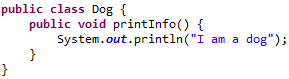 public class Dog {
    public void printInfo() {
        System.out.println("I am a dog");
    }
}